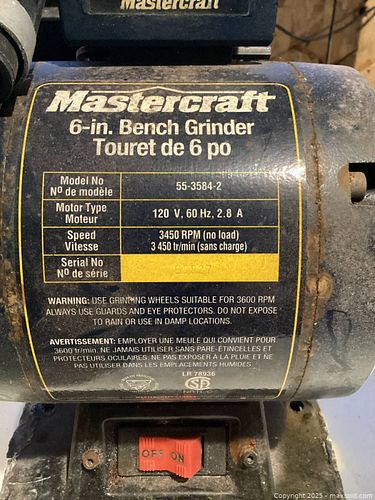 Mastercraft
Mastercraft
6-in. Bench Grinder
Touret de 6 po
Model No
Nº de modèle
55-3584-2
Motor Type
Moteur
120 V, 60 Hz, 2.8 A
Speed
Vitesse
3450 RPM (no load)
3 450 tr/min (sans charge)
Serial No
Nº de série
WARNING: USE GRINDING WHEELS SUITABLE FOR 3600 RPM
ALWAYS USE GUARDS AND EYE PROTECTORS. DO NOT EXPOSE
TO RAIN OR USE IN DAMP LOCATIONS.
AVERTISSEMENT: EMPLOYER UNE MEULE QUI CONVIENT POUR
3600 tr/min. NE JAMAIS UTILISER SANS PARE-ÉTINCELLES ET
PROTECTEURS OCULAIRES. NE PAS EXPOSER À LA PLUIE ET NE
PAS UTILISER DANS LES EMPLACEMENTS HUMIDES.
LR 78936
OFF ON
Copyright 2025 - maxsold.com